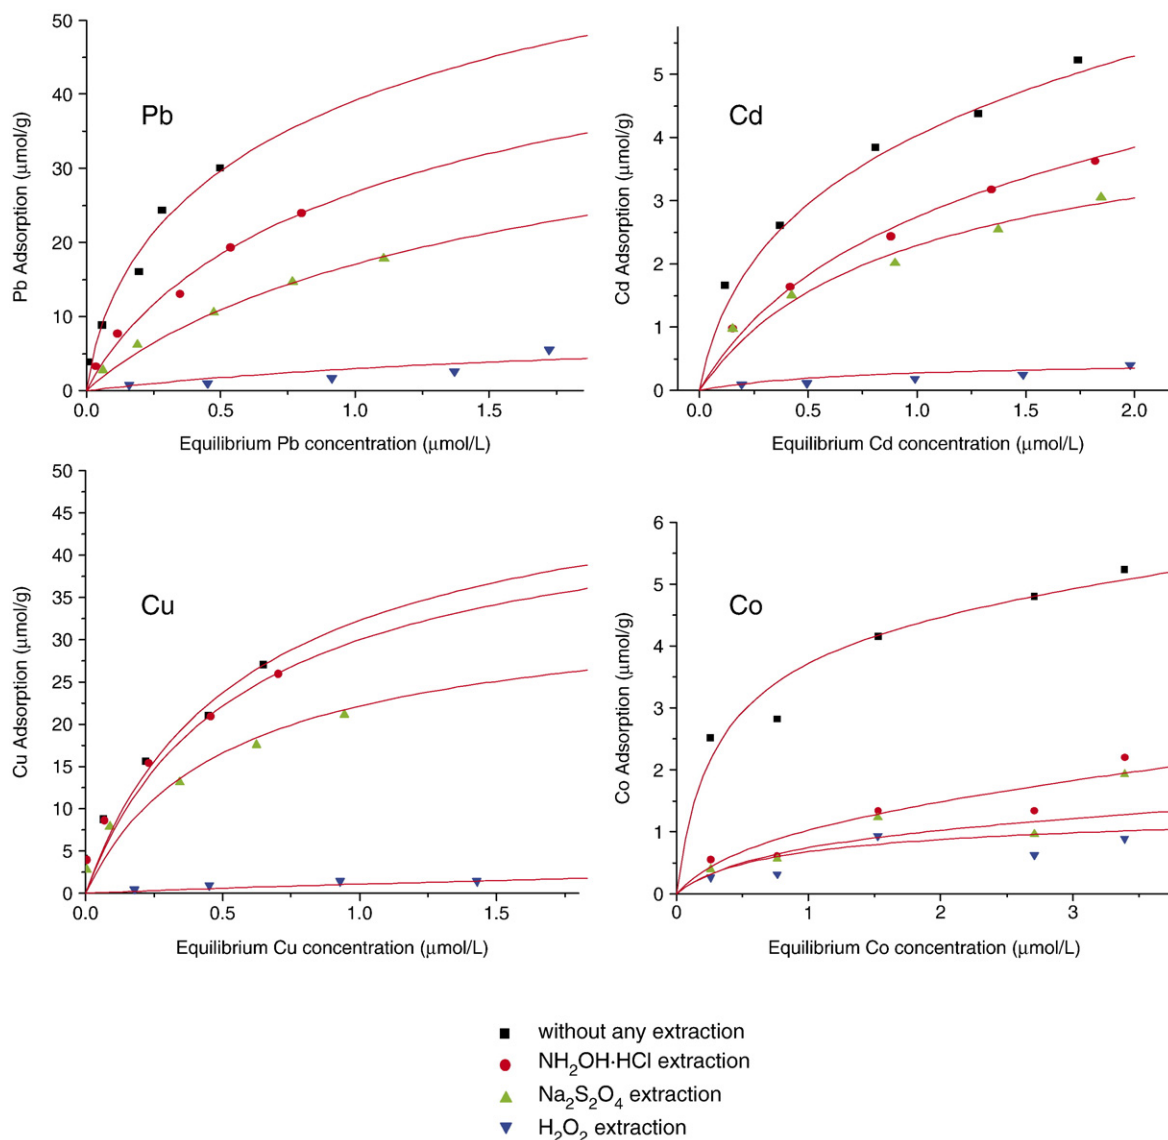 50
40
30
20
10
0
Pb Adsorption (μmol/g)
Pb
0.0 0.5 1.0 1.5
Equilibrium Pb concentration (μmol/L)
5
4
3
2
1
0
Cd Adsorption (μmol/g)
Cd
0.0 0.5 1.0 1.5 2.0
Equilibrium Cd concentration (μmol/L)
50
45
40
35
30
25
20
15
10
5
0
Cu Adsorption (μmol/g)
Cu
0.0 0.5 1.0 1.5
Equilibrium Cu concentration (μmol/L)
6
5
4
3
2
1
0
Co Adsorption (μmol/g)
Co
0 1 2 3
Equilibrium Co concentration (μmol/L)
without any extraction
NH₂OH·HCl extraction
Na₂S₂O₄ extraction
H₂O₂ extraction